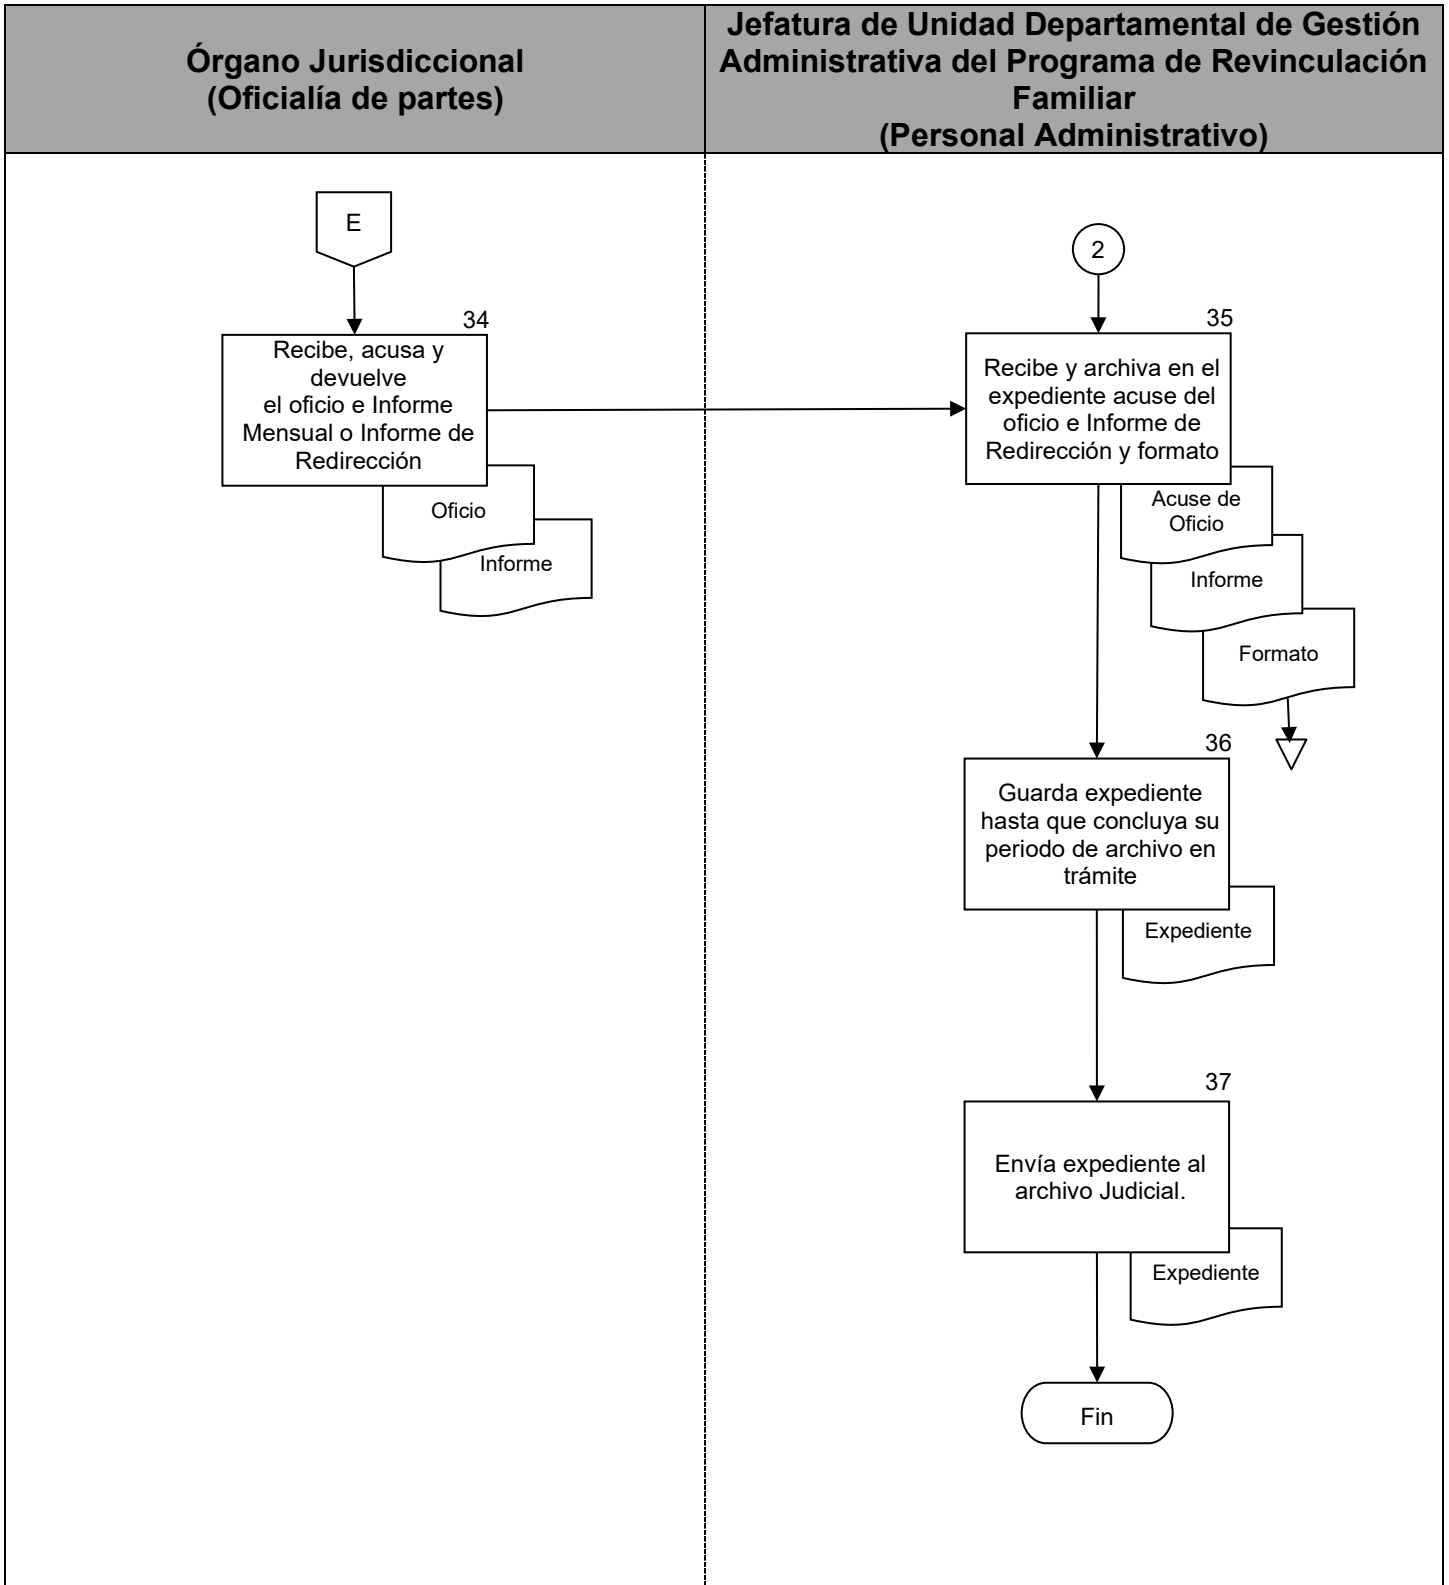 Órgano Jurisdiccional
(Oficialía de partes)
Jefatura de Unidad Departamental de Gestión
Administrativa del Programa de Revinculación
Familiar
(Personal Administrativo)
E
34
Recibe, acusa y
devuelve
el oficio e Informe
Mensual o Informe de
Redirección
Oficio
Informe
2
35
Recibe y archiva en el
expediente acuse del
oficio e Informe de
Redirección y formato
Acuse de
Oficio
Informe
Formato
36
Guarda expediente
hasta que concluya su
periodo de archivo en
trámite
Expediente
37
Envía expediente al
archivo Judicial.
Expediente
Fin